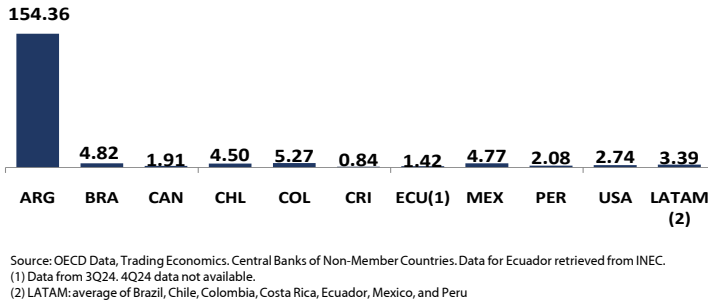 154.36
4.82 1.91 4.50 5.27 0.84 1.42 4.77 2.08 2.74 3.39
ARG BRA CAN CHL COL CRI ECU(1) MEX PER USA LATAM
(2)
Source: OECD Data, Trading Economics. Central Banks of Non-Member Countries. Data for Ecuador retrieved from INEC.
(1) Data from 3Q24. 4Q24 data not available.
(2) LATAM: average of Brazil, Chile, Colombia, Costa Rica, Ecuador, Mexico, and Peru